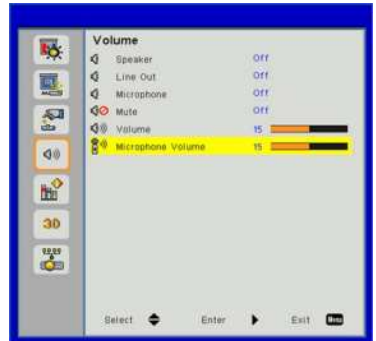 Volume
Speaker Off
Line Out Off
Microphone Off
Mute Off
Volume 15
Microphone Volume 15
3D
Select Enter Exit Menu